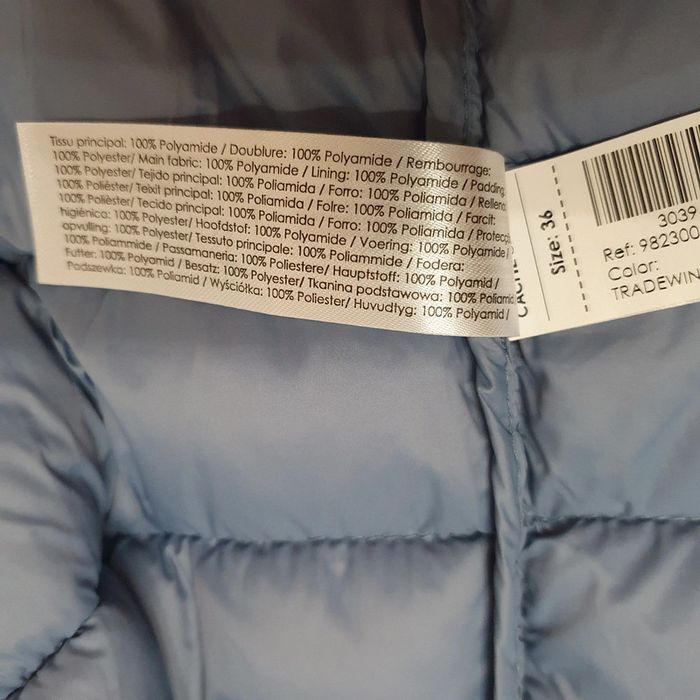 Tissu principal: 100% Polyamide / Doublure: 100% Polyamide / Rembourrage:
100% Polyester/ Main fabric: 100% Polyamide / Lining: 100% Polyamide / Padding:
100% Polyester/ Tejido principal: 100% Poliamida / Forro: 100% Poliamida / Relleno
100% Poliéster/ Teixit principal: 100% Poliamida / Folre: 100% Poliamida / Farcit:
100% Polièster/ Tecido principal: 100% Poliamida / Forro: 100% Poliamida /
higiénica: 100% Polyester/ Hoofdstof: 100% Polyamide / Voering: 100% Polyamide /
opvulling: 100% Polyester/ Tessuto principale: 100% Poliammide / Fodera:
100% Poliammide / Passamaneria: 100% Poliestere/ Hauptstoff: 100% Polyamid /
Futter: 100% Polyamid / Besatz: 100% Polyester/ Tkanina podstawowa: 100% Poliamid
Podszewka: 100% Poliamid / Wyściółka: 100% Poliester/ Huvudtyg: 100% Polyamid /
Size: 36
3039
Ref: 982300
Color:
TRADEWIN